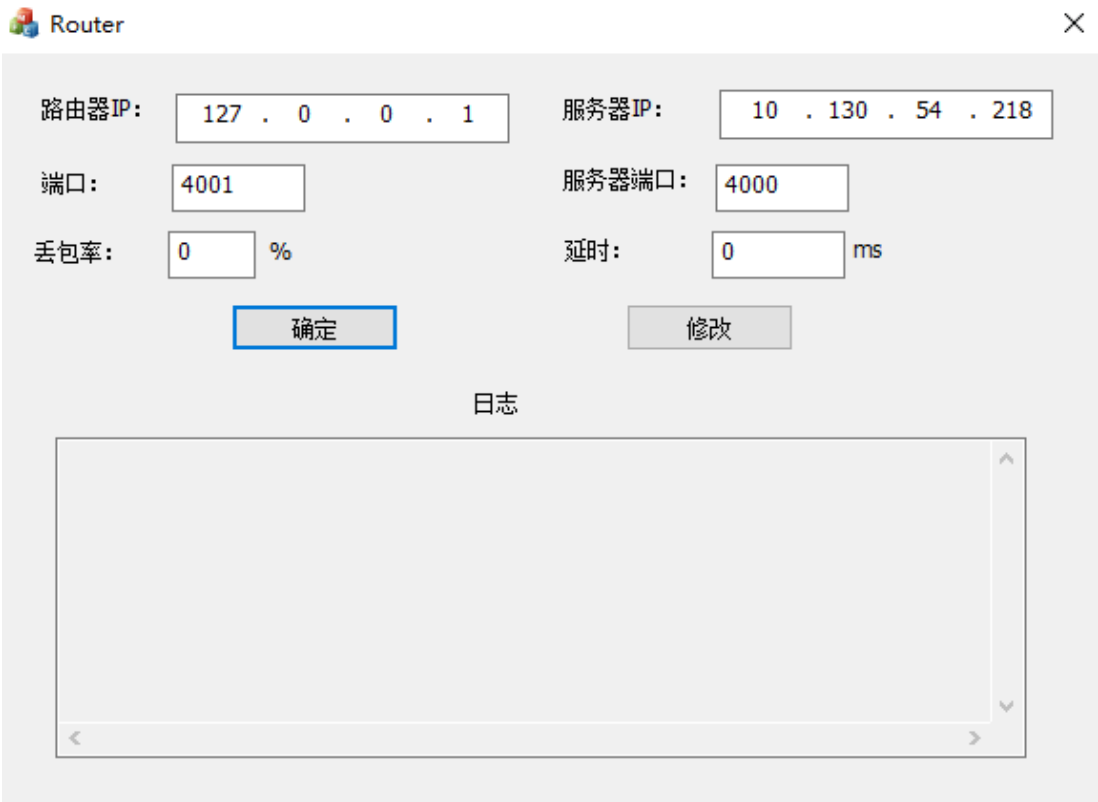 Router
路由器IP： 127 . 0 . 0 . 1 服务器IP： 10 . 130 . 54 . 218
端口： 4001 服务器端口： 4000
丢包率： 0 % 延时： 0 ms
确定 修改
日志